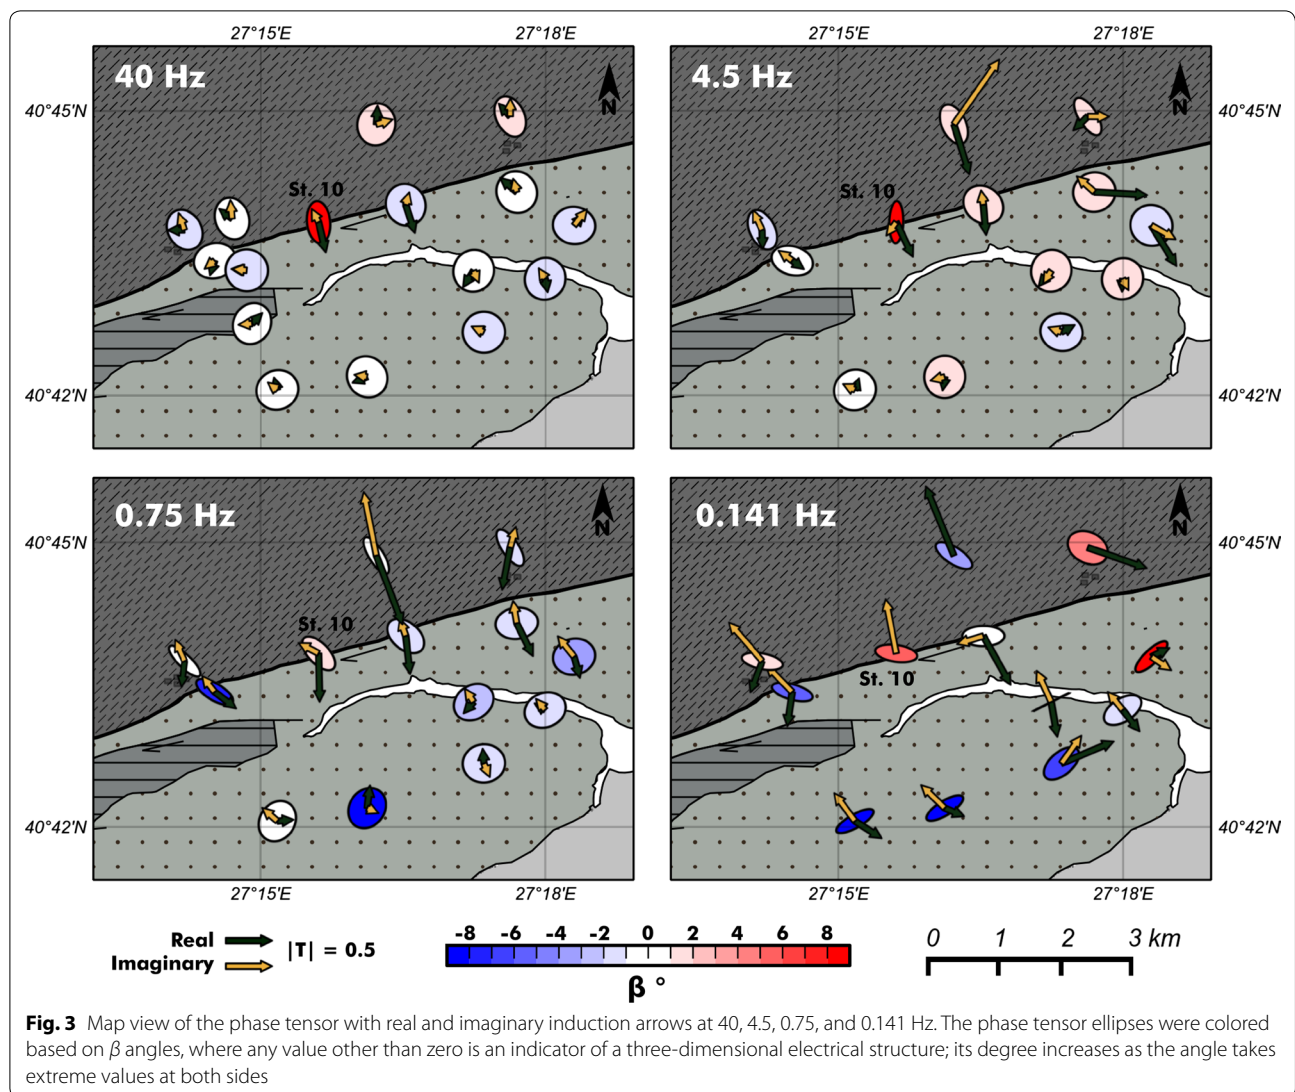 27°15'E 27°18'E 27°15'E 27°18'E
40 Hz 4.5 Hz
N N
40°45'N 40°45'N
St. 10 St. 10
40°42'N 40°42'N
0.75 Hz 0.141 Hz
N N
40°45'N 40°45'N
St. 10 St. 10
40°42'N 40°42'N
27°15'E 27°18'E 27°15'E 27°18'E
Real
Imaginary
|T| = 0.5
-8 -6 -4 -2 0 2 4 6 8
β °
0 1 2 3 km
Fig. 3 Map view of the phase tensor with real and imaginary induction arrows at 40, 4.5, 0.75, and 0.141 Hz. The phase tensor ellipses were colored
based on β angles, where any value other than zero is an indicator of a three-dimensional electrical structure; its degree increases as the angle takes
extreme values at both sides